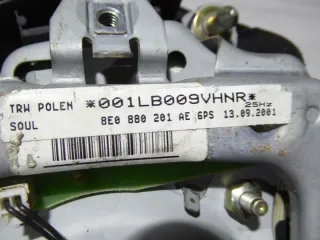 TRW POLEN *001LB009VHNR*
25Hz
SOUL 8E0 880 201 AE 6PS 13.09.2001